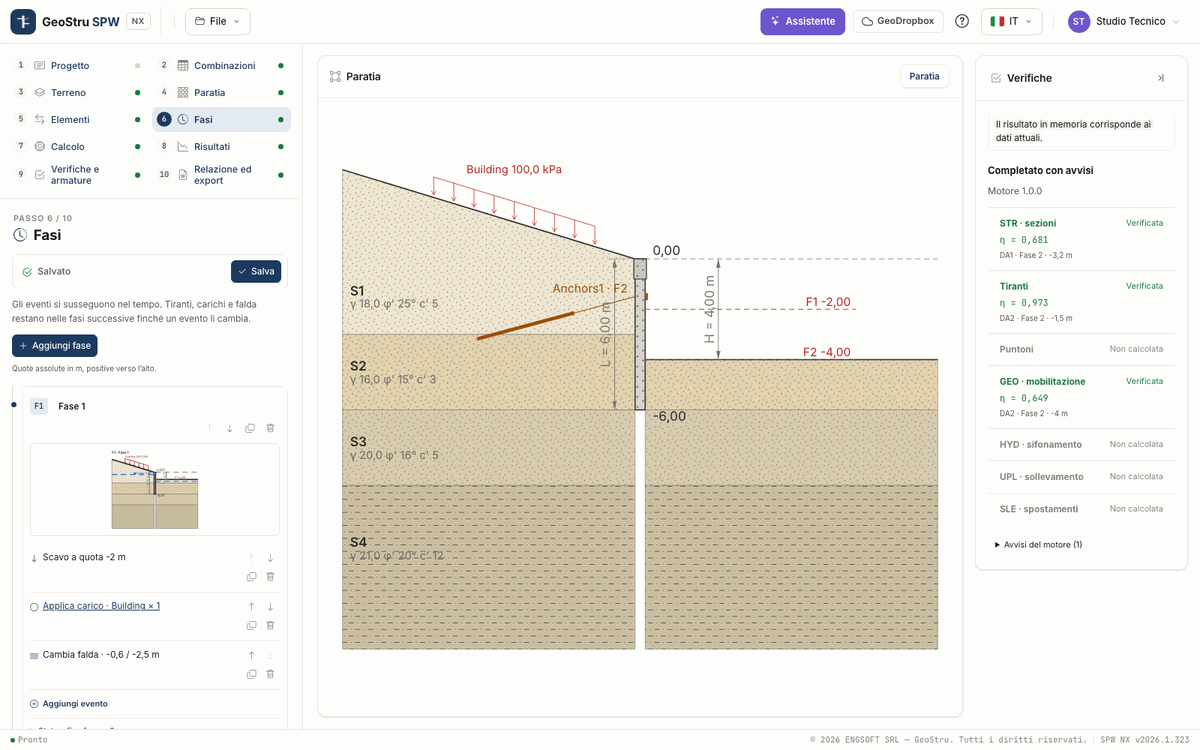 GeoStru SPW NX
File
Assistente
GeoDropbox
IT
ST Studio Tecnico
1 Progetto
2 Combinazioni
3 Terreno
4 Paratia
5 Elementi
6 Fasi
7 Calcolo
8 Risultati
9 Verifiche e armature
10 Relazione ed export
PASSO 6 / 10
Fasi
Salvato
Salva
Gli eventi si susseguono nel tempo. Tiranti, carichi e falda
restano nelle fasi successive finché un evento li cambia.
Aggiungi fase
Quote assolute in m, positive verso l'alto.
F1 Fase 1
Scavo a quota -2 m
Applica carico · Building × 1
Cambia falda · -0,6 / -2,5 m
Aggiungi evento
Paratia
Paratia
Building 100,0 kPa
0,00
Anchors1 · F2
S1
γ 18,0 φ' 25° c' 5
L = 6,00 m
H = 4,00 m
F1 -2,00
F2 -4,00
S2
γ 16,0 φ' 15° c' 3
-6,00
S3
γ 20,0 φ' 16° c' 5
S4
γ 21,0 φ' 20° c' 12
Verifiche
Il risultato in memoria corrisponde ai
dati attuali.
Completato con avvisi
Motore 1.0.0
STR · sezioni Verificata
η = 0,681
DA1 · Fase 2 · -3,2 m
Tiranti Verificata
η = 0,973
DA2 · Fase 2 · -1,5 m
Puntoni Non calcolata
GEO · mobilitazione Verificata
η = 0,649
DA2 · Fase 2 · -4 m
HYD · sifonamento Non calcolata
UPL · sollevamento Non calcolata
SLE · spostamenti Non calcolata
Avvisi del motore (1)
Pronto
© 2026 ENGSOFT SRL — GeoStru. Tutti i diritti riservati. SPW NX v2026.1.323